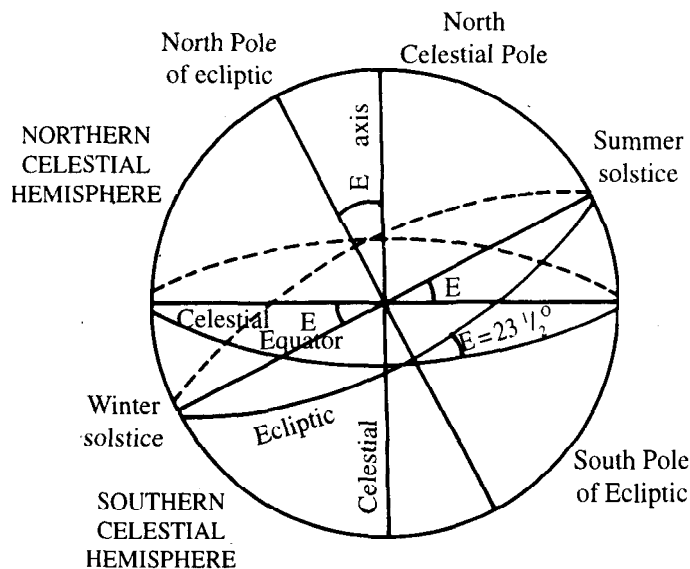 North Pole
of ecliptic
North
Celestial Pole
NORTHERN
CELESTIAL
HEMISPHERE
E axis
Summer
solstice
E
Celestial
E
Equator
E = 23 1/2°
Winter
solstice
Ecliptic
Celestial
South Pole
of Ecliptic
SOUTHERN
CELESTIAL
HEMISPHERE